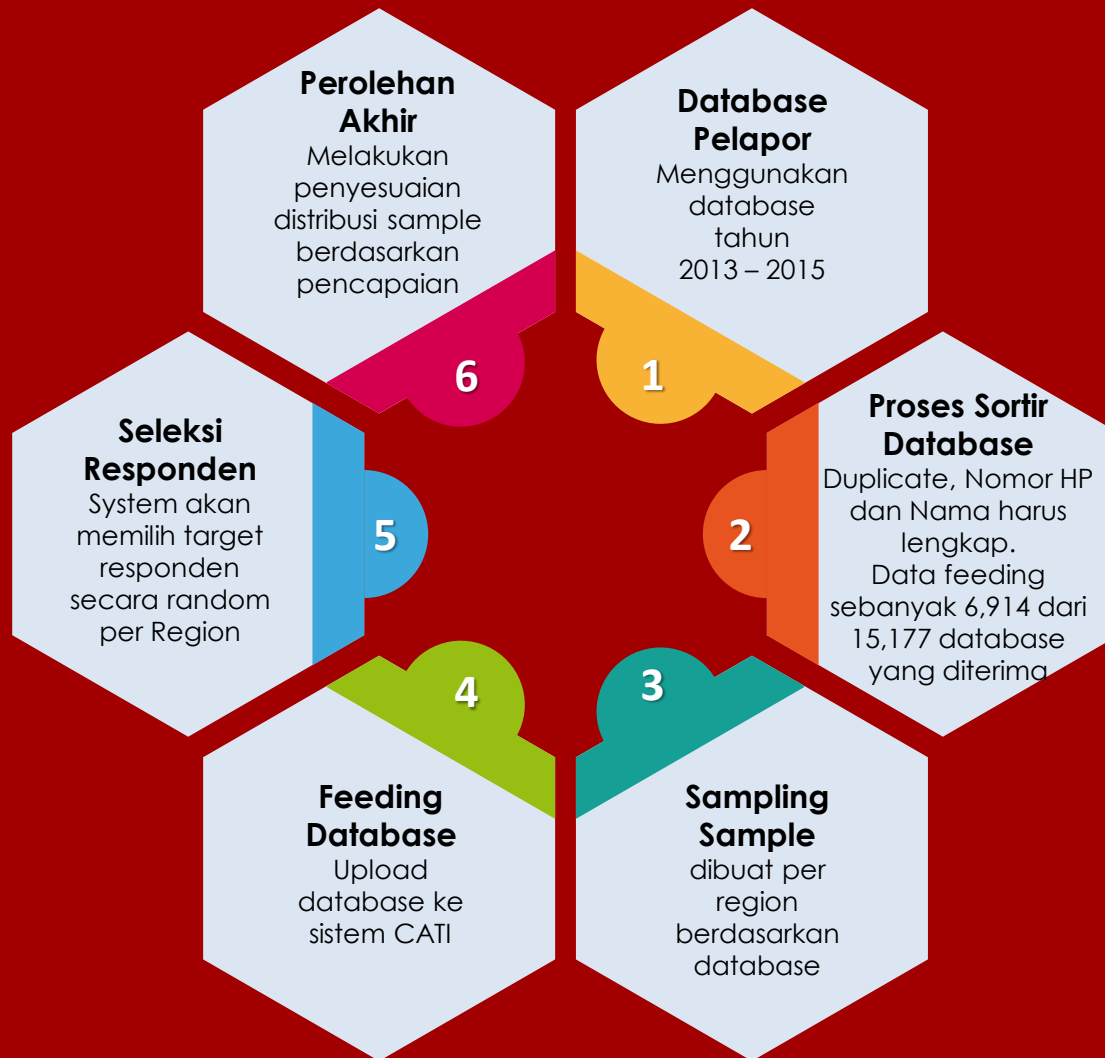 Database
Pelapor
Menggunakan
database
tahun
2013 – 2015
1
Proses Sortir
Database
Duplicate, Nomor HP
dan Nama harus
lengkap.
Data feeding
sebanyak 6,914 dari
15,177 database
yang diterima
2
Sampling
Sample
dibuat per
region
berdasarkan
database
3
Feeding
Database
Upload
database ke
sistem CATI
4
Seleksi
Responden
System akan
memilih target
responden
secara random
per Region
5
Perolehan
Akhir
Melakukan
penyesuaian
distribusi sample
berdasarkan
pencapaian
6